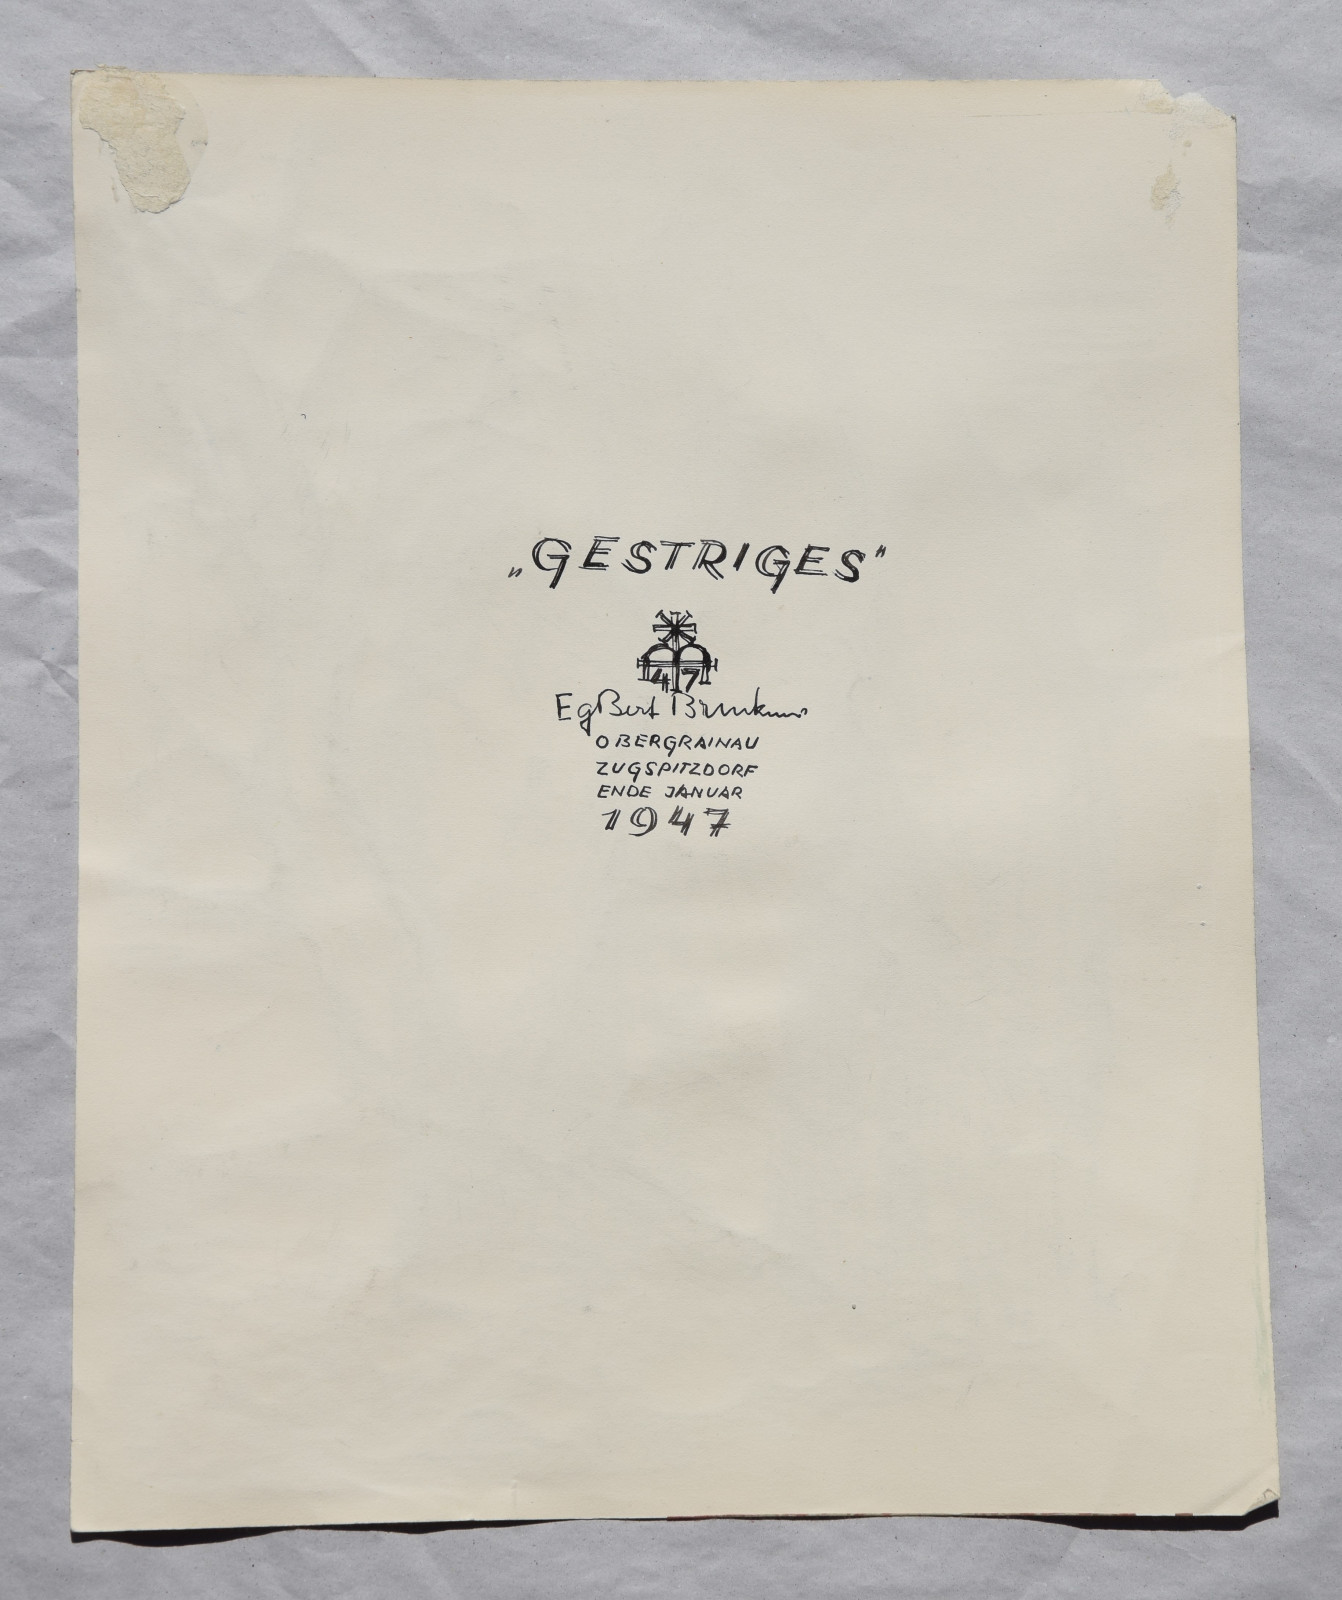 „GESTRIGES"
47
EgBert
OBERGRAINAU
ZUGSPITZDORF
ENDE JANUAR
1947